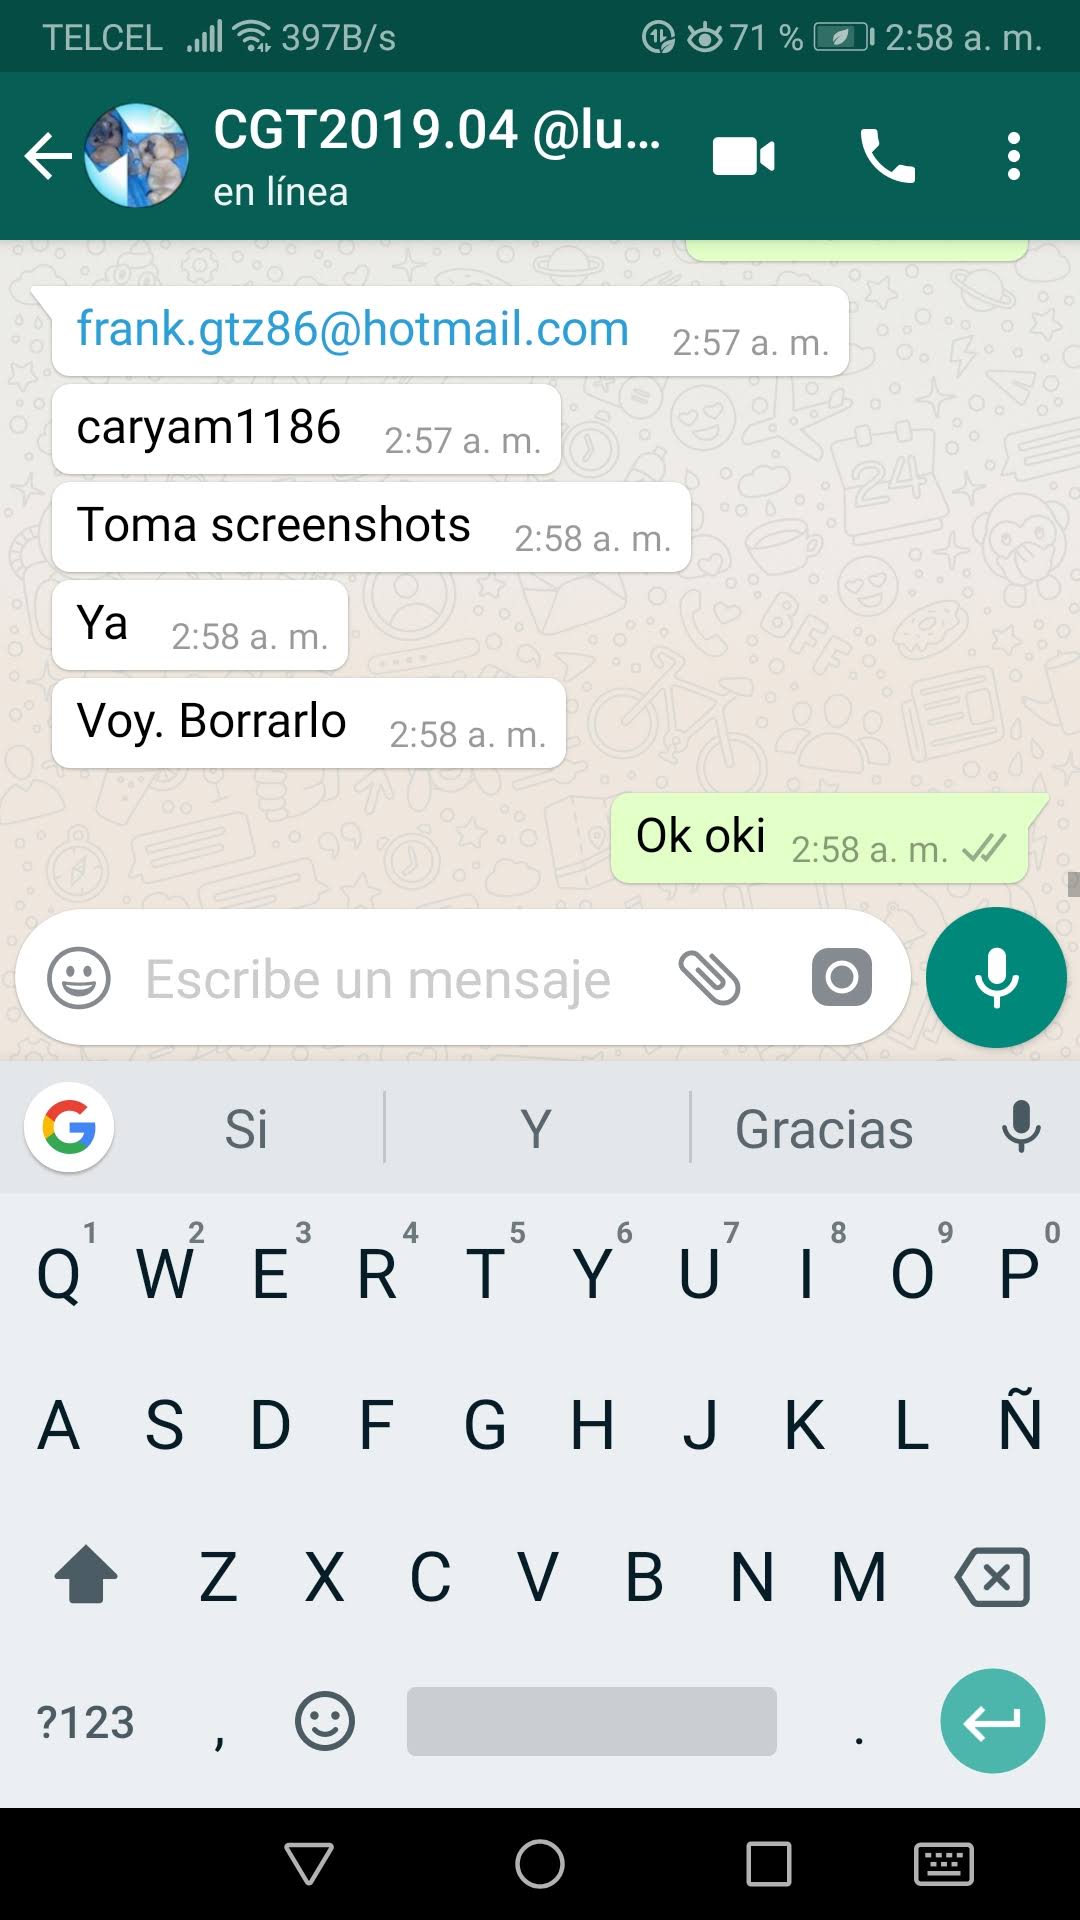 TELCEL 397B/s 71 % 2:58 a. m.
CGT2019.04 @lu...
en línea
frank.gtz86@hotmail.com 2:57 a. m.
caryam1186 2:57 a. m.
Toma screenshots 2:58 a. m.
Ya 2:58 a. m.
Voy. Borrarlo 2:58 a. m.
Ok oki 2:58 a. m.
Escribe un mensaje
Si Y Gracias
1 2 3 4 5 6 7 8 9 0
Q W E R T Y U I O P
A S D F G H J K L Ñ
Z X C V B N M
?123 , .